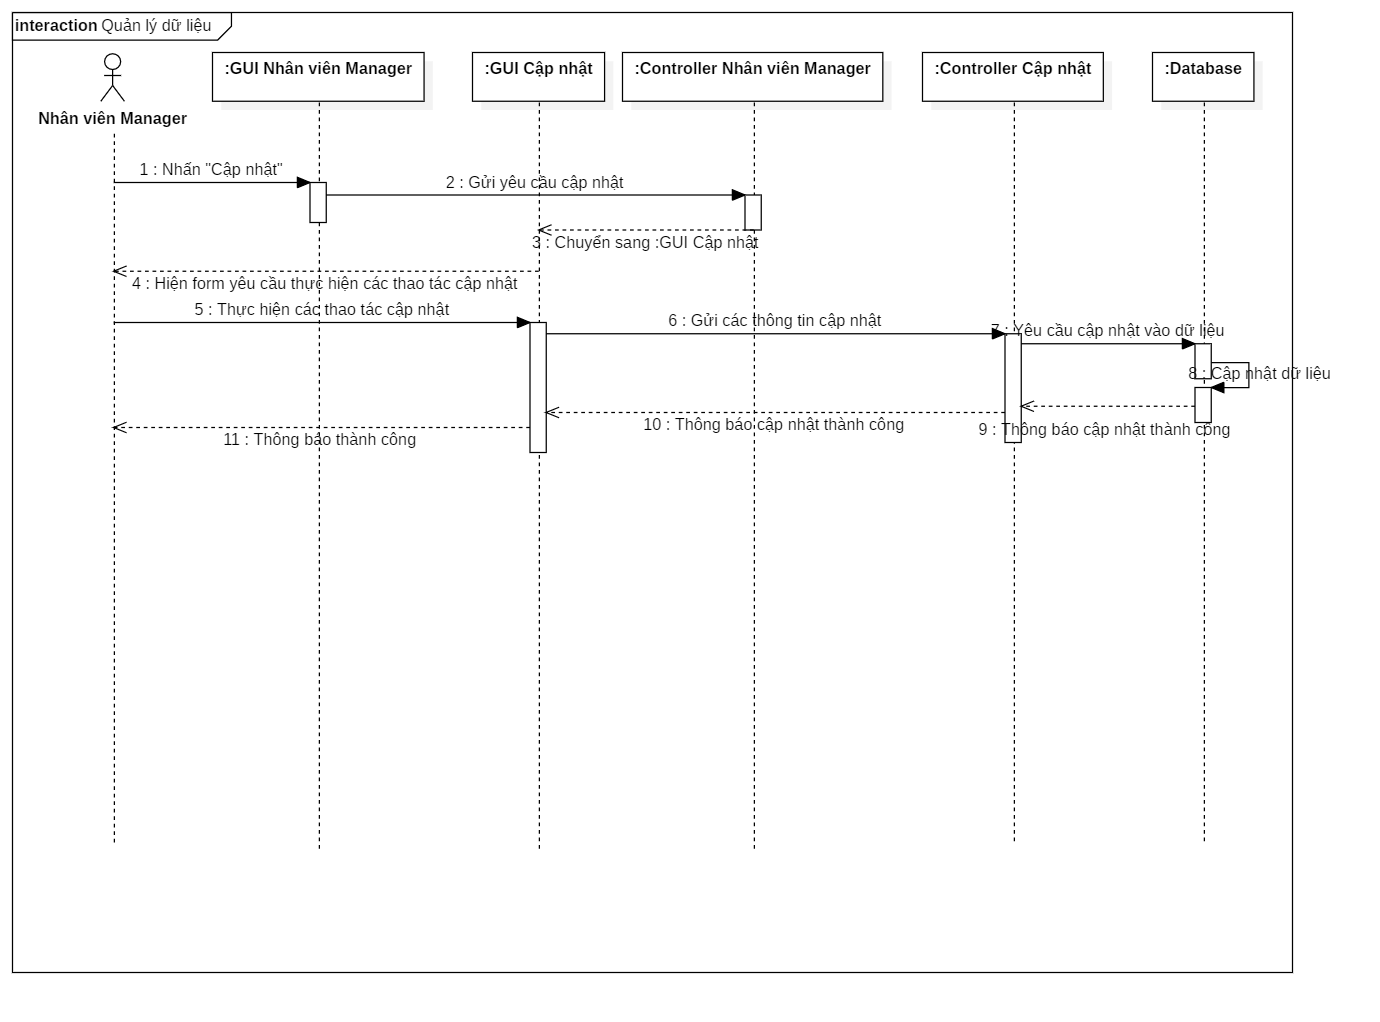 interaction Quản lý dữ liệu
:GUI Nhân viên Manager
:GUI Cập nhật
:Controller Nhân viên Manager
:Controller Cập nhật
:Database
Nhân viên Manager
1 : Nhấn "Cập nhật"
2 : Gửi yêu cầu cập nhật
3 : Chuyển sang :GUI Cập nhật
4 : Hiện form yêu cầu thực hiện các thao tác cập nhật
5 : Thực hiện các thao tác cập nhật
6 : Gửi các thông tin cập nhật
7 : Yêu cầu cập nhật vào dữ liệu
8 : Cập nhật dữ liệu
9 : Thông báo cập nhật thành công
10 : Thông báo cập nhật thành công
11 : Thông báo thành công